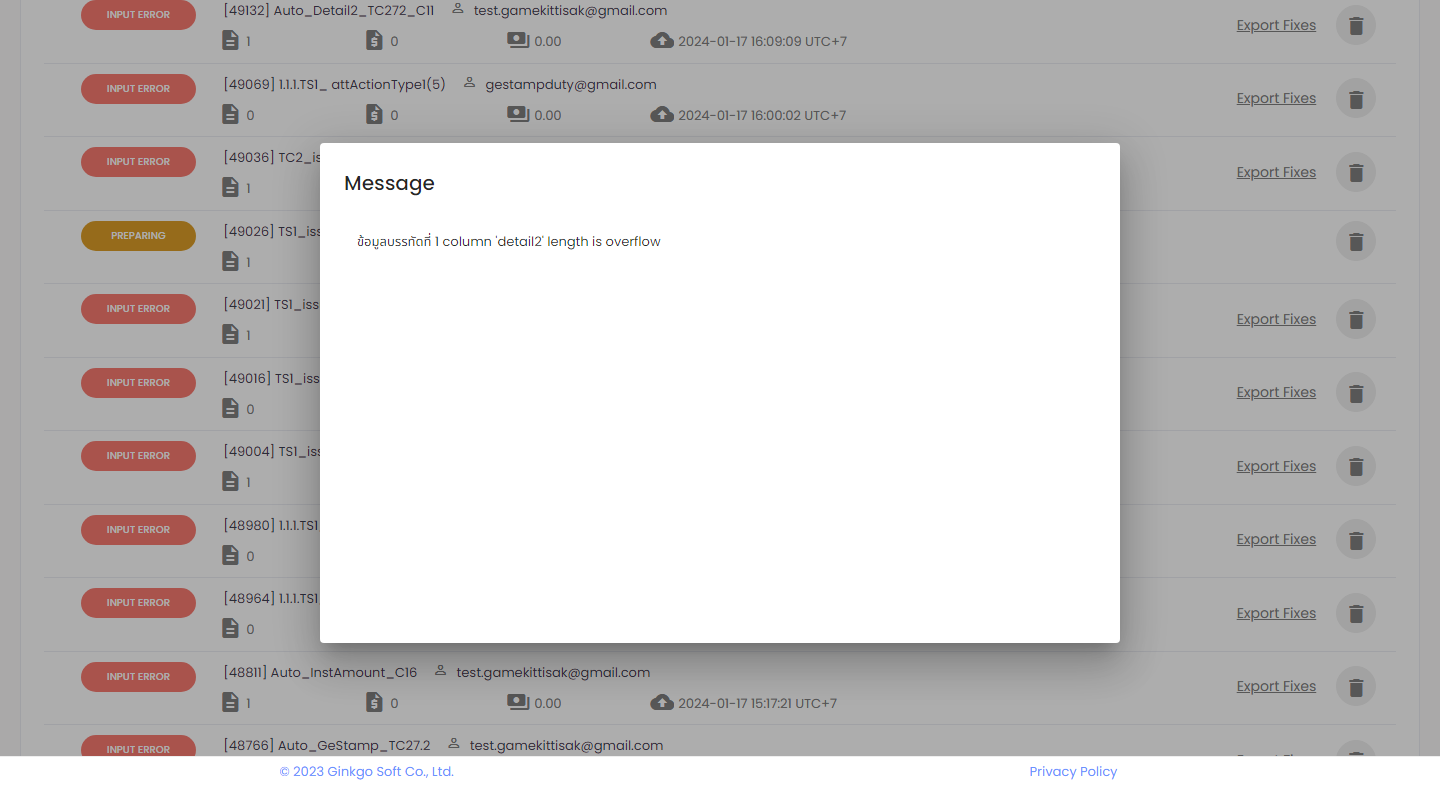 INPUT ERROR [49132] Auto_Detail2_TC272_C11 test.gamekittisak@gmail.com Export Fixes
1 0 0.00 2024-01-17 16:09:09 UTC+7
INPUT ERROR [49069] 1.1.1.TS1_ attActionType1(5) gestampduty@gmail.com Export Fixes
0 0 0.00 2024-01-17 16:00:02 UTC+7
INPUT ERROR [49036] TC2_is Export Fixes
1
Message
ข้อมูลบรรทัดที่ 1 column 'detail2' length is overflow
PREPARING [49026] TS1_iss
1
INPUT ERROR [49021] TS1_iss Export Fixes
1
INPUT ERROR [49016] TS1_iss Export Fixes
0
INPUT ERROR [49004] TS1_iss Export Fixes
1
INPUT ERROR [48980] 1.1.1.TS1 Export Fixes
0
INPUT ERROR [48964] 1.1.1.TS1 Export Fixes
0
INPUT ERROR [48811] Auto_InstAmount_C16 test.gamekittisak@gmail.com Export Fixes
1 0 0.00 2024-01-17 15:17:21 UTC+7
INPUT ERROR [48766] Auto_GeStamp_TC27.2 test.gamekittisak@gmail.com
© 2023 Ginkgo Soft Co., Ltd. Privacy Policy